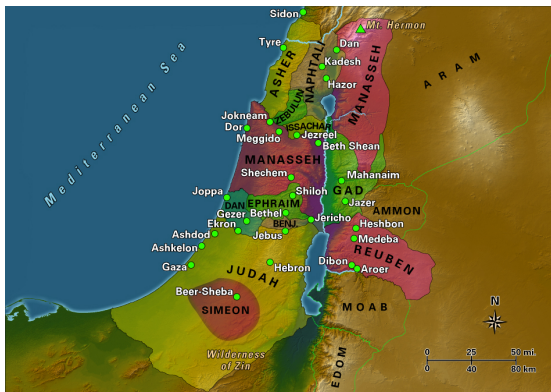 Sidon
Mt. Hermon
Tyre
Dan
Kadesh
ASHER
NAPHTALI
MANASSEH
ARAM
Hazor
Mediterranean Sea
ZEBULUN
Jokneam
Dor
ISSACHAR
Meggido
Jezreel
Beth Shean
MANASSEH
Shechem
Mahanaim
GAD
Joppa
Shiloh
DAN
EPHRAIM
Jazer
Gezer
Bethel
AMMON
Ekron
BENJ.
Jericho
Heshbon
Ashdod
Jebus
Medeba
Ashkelon
REUBEN
Gaza
JUDAH
Hebron
Dibon
Aroer
Beer-Sheba
SIMEON
MOAB
N
Wilderness
of Zin
EDOM
0 25 50 mi.
0 40 80 km